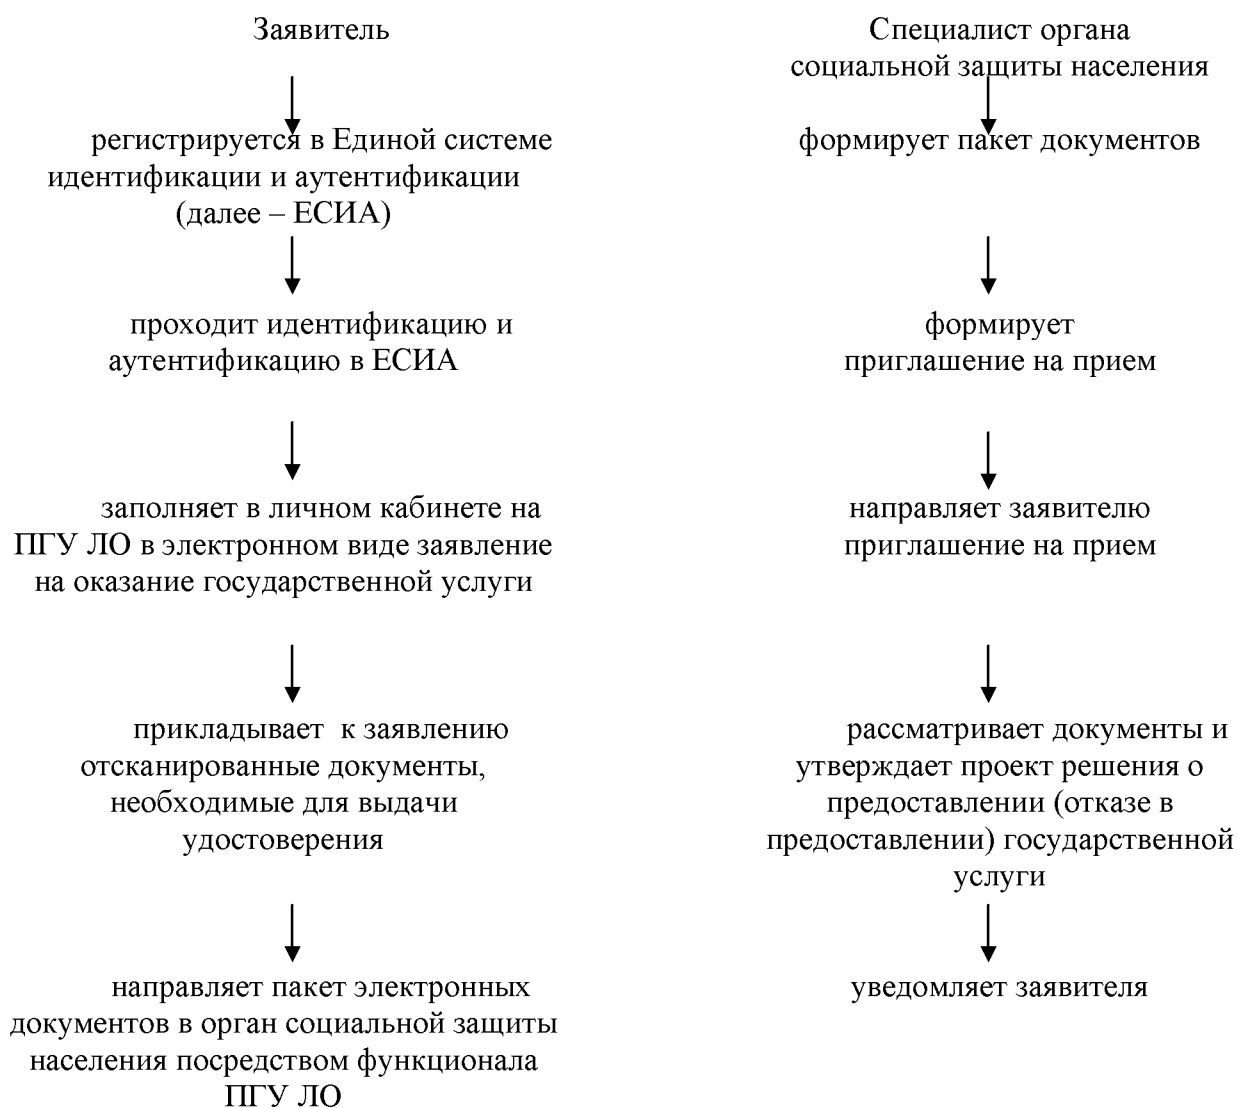 Заявитель
регистрируется в Единой системе
идентификации и аутентификации
(далее – ЕСИА)
проходит идентификацию и
аутентификацию в ЕСИА
заполняет в личном кабинете на
ПГУ ЛО в электронном виде заявление
на оказание государственной услуги
прикладывает к заявлению
отсканированные документы,
необходимые для выдачи
удостоверения
направляет пакет электронных
документов в орган социальной защиты
населения посредством функционала
ПГУ ЛО
Специалист органа
социальной защиты населения
формирует пакет документов
формирует
приглашение на прием
направляет заявителю
приглашение на прием
рассматривает документы и
утверждает проект решения о
предоставлении (отказе в
предоставлении) государственной
услуги
уведомляет заявителя